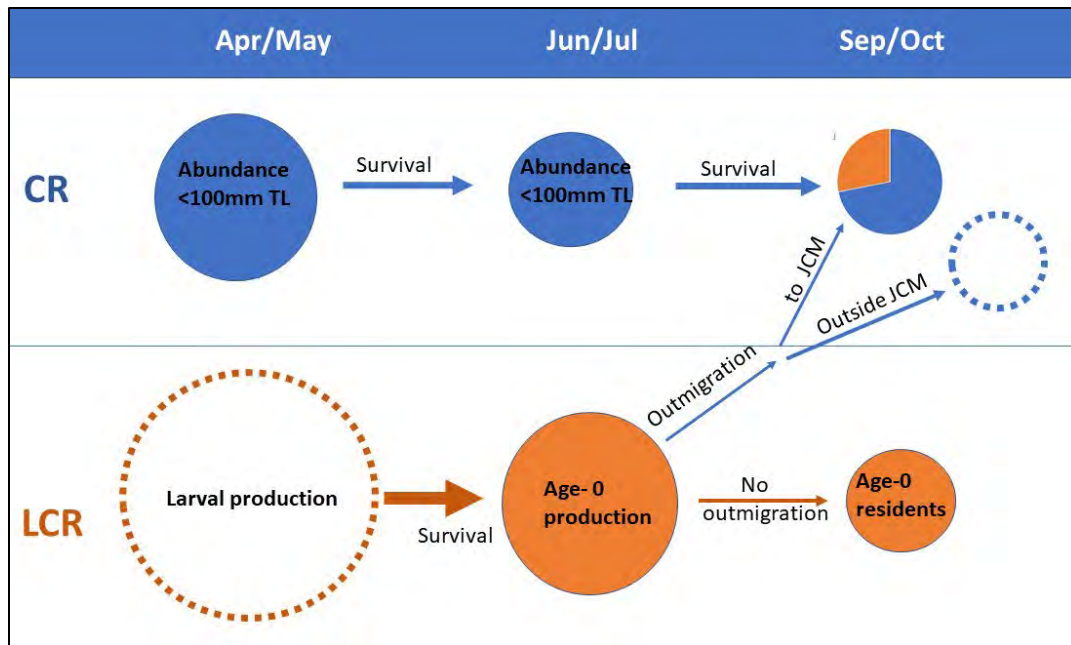 Apr/May
Jun/Jul
Sep/Oct
CR
Abundance
<100mm TL
Survival
Abundance
<100mm TL
Survival
to JCM
Outside JCM
Outmigration
LCR
Larval production
Survival
Age- 0
production
No
outmigration
Age-0
residents